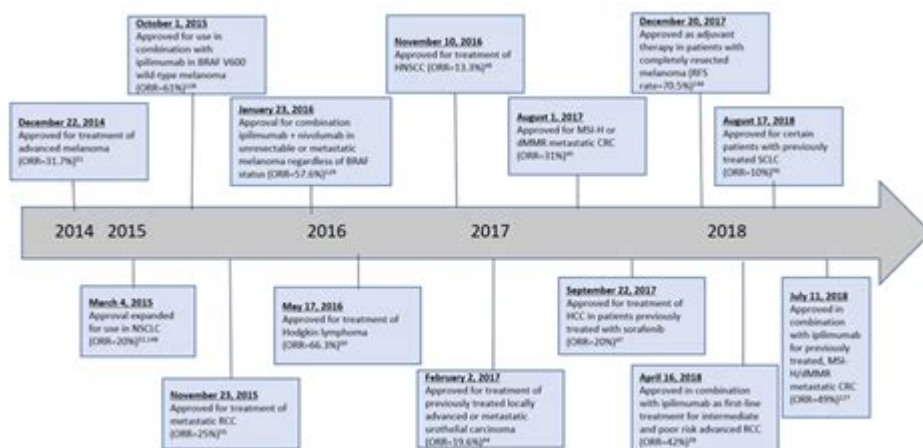 October 1, 2015
Approved for use in
combination with
ipilimumab in BRAF V600
wild-type melanoma
(ORR=61%)
November 10, 2016
Approved for treatment of
HNSCC (ORR=13.3%)
December 20, 2017
Approved as adjuvant
therapy in patients with
completely resected
melanoma (RFS
rate=70.5%)
December 22, 2014
Approved for treatment of
advanced melanoma
(ORR=31.7%)
January 23, 2016
Approval for combination
ipilimumab + nivolumab in
unresectable or metastatic
melanoma regardless of BRAF
status (ORR=57.6%)
August 1, 2017
Approved for MSI-H or
dMMR metastatic CRC
(ORR=31%)
August 17, 2018
Approved for certain
patients with previously
treated SCLC
(ORR=10%)
2014 2015 2016 2017 2018
March 4, 2015
Approval expanded
for use in NSCLC
(ORR=20%)
May 17, 2016
Approved for treatment of
Hodgkin lymphoma
(ORR=66.3%)
September 22, 2017
Approved for treatment of
HCC in patients previously
treated with sorafenib
(ORR=20%)
July 11, 2018
Approved in
combination with
ipilimumab for
previously treated, MSI-
H/dMMR
metastatic CRC
(ORR=49%)
November 23, 2015
Approved for treatment of
metastatic RCC
(ORR=25%)
February 2, 2017
Approved for treatment of
previously treated locally
advanced or metastatic
urothelial carcinoma
(ORR=19.6%)
April 16, 2018
Approved in combination
with ipilimumab as first-line
treatment for intermediate
and poor risk advanced RCC
(ORR=42%)